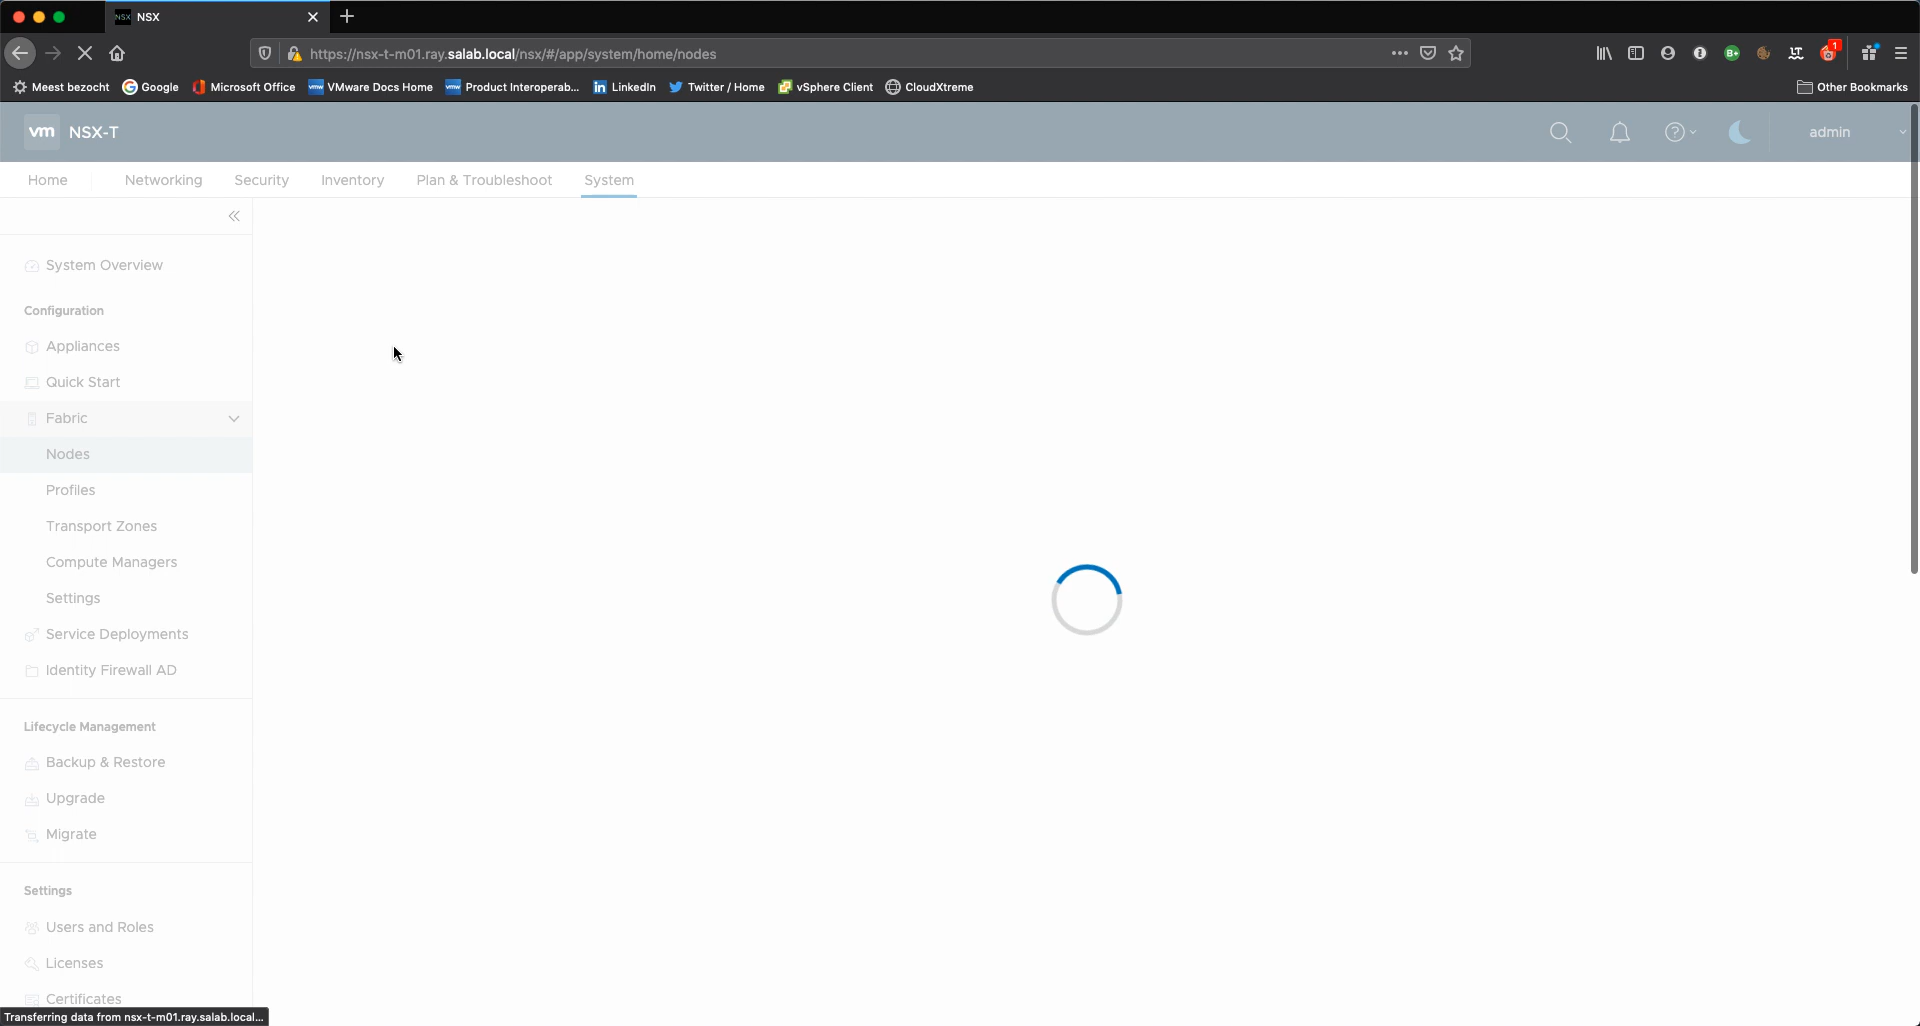 NSX NSX
https://nsx-t-m01.ray.salab.local/nsx/#/app/system/home/nodes
1
Meest bezocht Google Microsoft Office VMware Docs Home Product Interoperab... LinkedIn Twitter / Home vSphere Client CloudXtreme Other Bookmarks
vm NSX-T admin
Home Networking Security Inventory Plan & Troubleshoot System
System Overview
Configuration
Appliances
Quick Start
Fabric
Nodes
Profiles
Transport Zones
Compute Managers
Settings
Service Deployments
Identity Firewall AD
Lifecycle Management
Backup & Restore
Upgrade
Migrate
Settings
Users and Roles
Licenses
Certificates
Transferring data from nsx-t-m01.ray.salab.local...